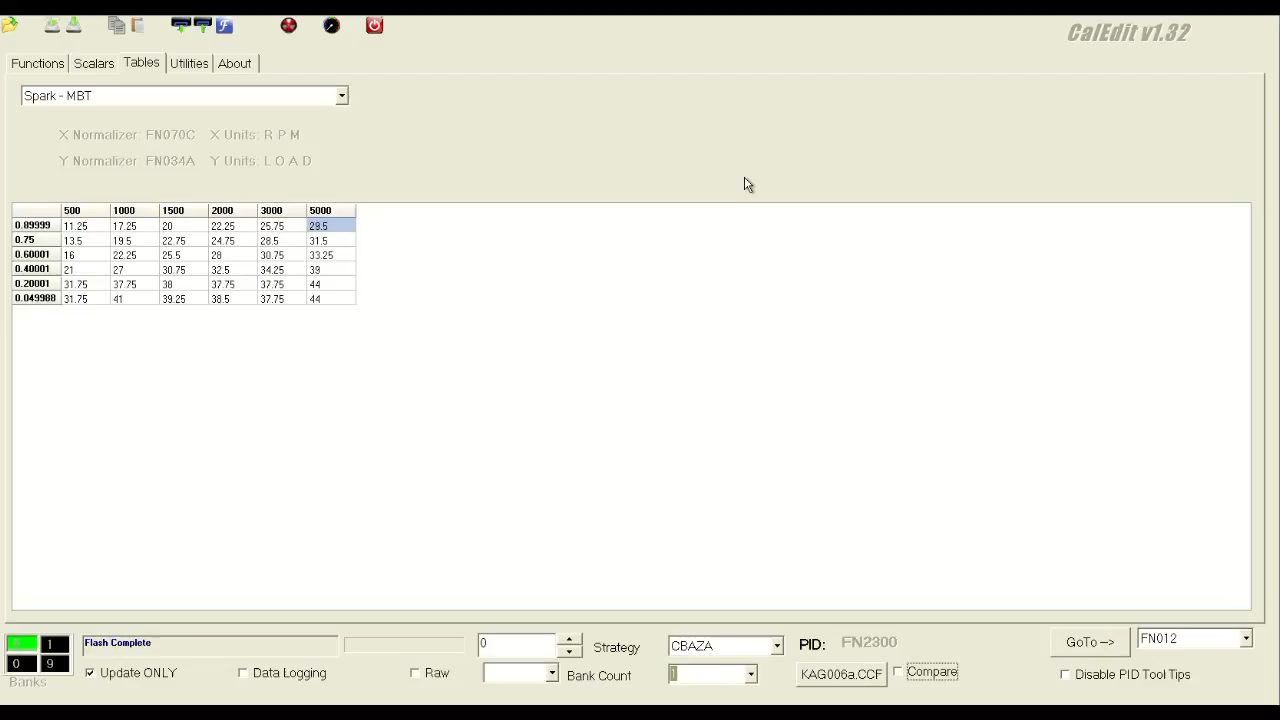 CalEdit v1.32
Functions Scalars Tables Utilities About
Spark - MBT
X Normalizer: FN070C X Units: R P M
Y Normalizer: FN034A Y Units: L O A D
500 1000 1500 2000 3000 5000
0.89999 11.25 17.25 20 22.25 25.75 29.5
0.75 13.5 19.5 22.75 24.75 28.5 31.5
0.60001 16 22.25 25.5 28 30.75 33.25
0.40001 21 27 30.75 32.5 34.25 39
0.20001 31.75 37.75 38 37.75 37.75 44
0.049988 31.75 41 39.25 38.5 37.75 44
1 Flash Complete 0 Strategy CBAZA PID: FN2300 GoTo --> FN012
0 9 Update ONLY Data Logging Raw Bank Count 1 KAG006a.CCF Compare Disable PID Tool Tips
Banks